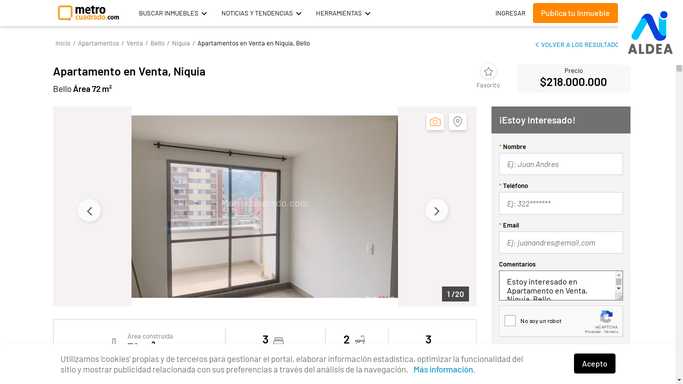 metro
cuadrado.com
BUSCAR INMUEBLES
NOTICIAS Y TENDENCIAS
HERRAMIENTAS
INGRESAR
Publica tu Inmueble
AI
ALDEA
Inicio / Apartamentos / Venta / Bello / Niquia / Apartamentos en Venta en Niquia, Bello
VOLVER A LOS RESULTADO
Apartamento en Venta, Niquia
Bello Área 72 m²
Favorito
Precio
$218.000.000
1 / 20
¡Estoy Interesado!
* Nombre
Ej: Juan Andres
* Teléfono
Ej: 322*******
* Email
Ej: juanandres@email.com
Comentarios
Estoy interesado en
Apartamento en Venta,
Niquia, Bello
No soy un robot
reCAPTCHA
Privacidad - Términos
Área construida
3
2
3
Utilizamos 'cookies' propias y de terceros para gestionar el portal, elaborar información estadística, optimizar la funcionalidad del
sitio y mostrar publicidad relacionada con sus preferencias a través del análisis de la navegación. Más información.
Acepto